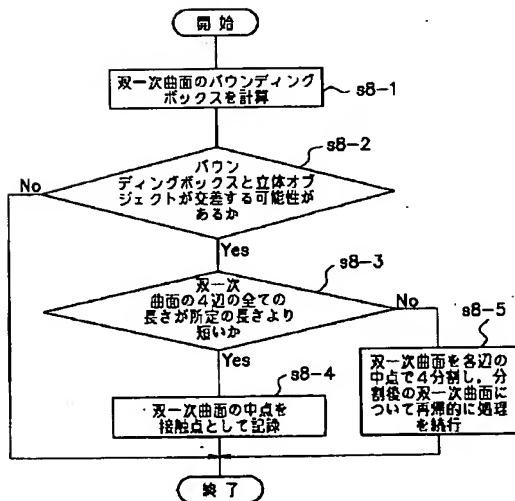 開始
双一次曲面のバウンディング
ボックスを計算
s8-1
s8-2
バウン
ディングボックスと立体オブ
ジェクトが交差する可能性が
あるか
No
Yes
s8-3
双一次
曲面の4辺の全ての
長さが所定の長さより
短いか
No
Yes
s8-5
双一次曲面を各辺の
中点で4分割し，分
割後の双一次曲面に
ついて再帰的に処理
を続行
s8-4
双一次曲面の中点を
接触点として記録
終了